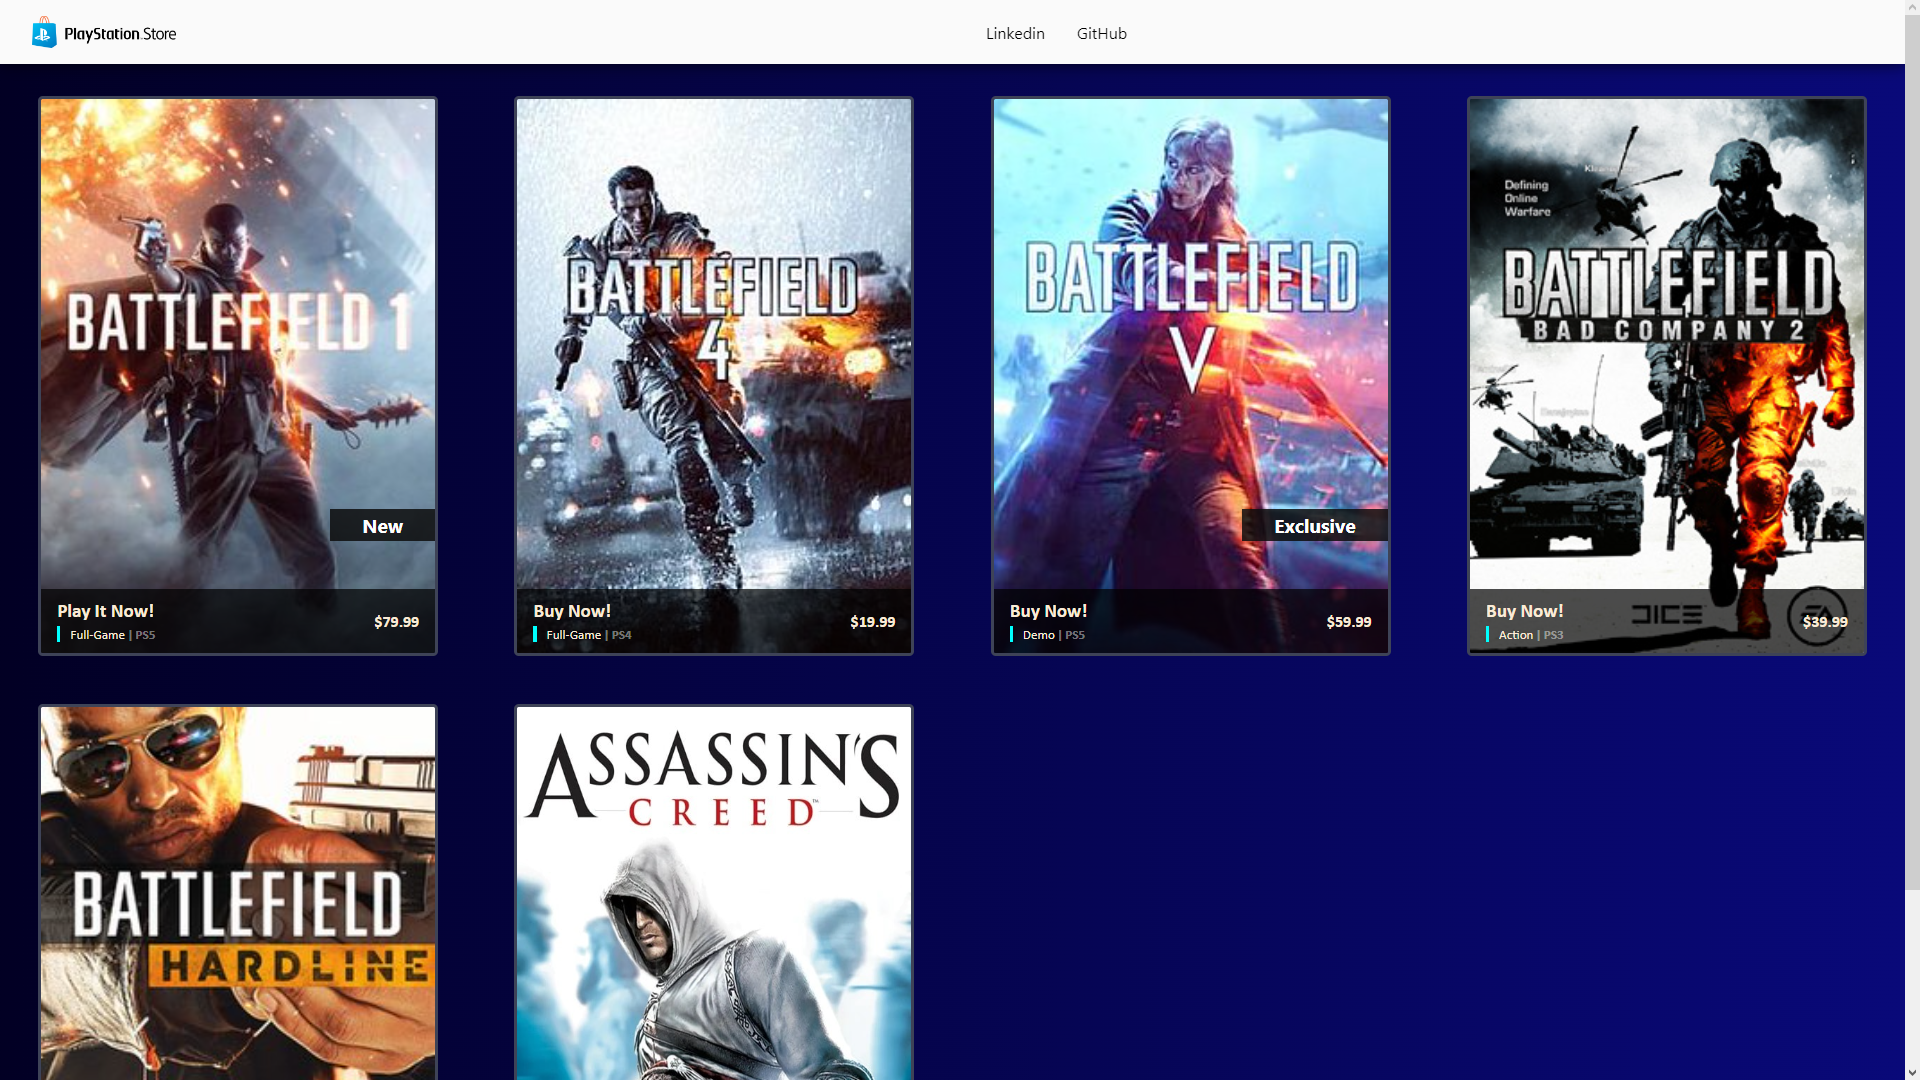 PlayStation.Store
Linkedin
GitHub
BATTLEFIELD 1
New
Play It Now!
Full-Game | PS5
$79.99
BATTLEFIELD
4
Buy Now!
Full-Game | PS4
$19.99
BATTLEFIELD
V
Exclusive
Buy Now!
Demo | PS5
$59.99
Defining
Online
Warfare
BATTLEFIELD
BAD COMPANY 2
DICE
EA
Buy Now!
Action | PS3
$39.99
BATTLEFIELD
HARDLINE
ASSASSIN'S
CREED™